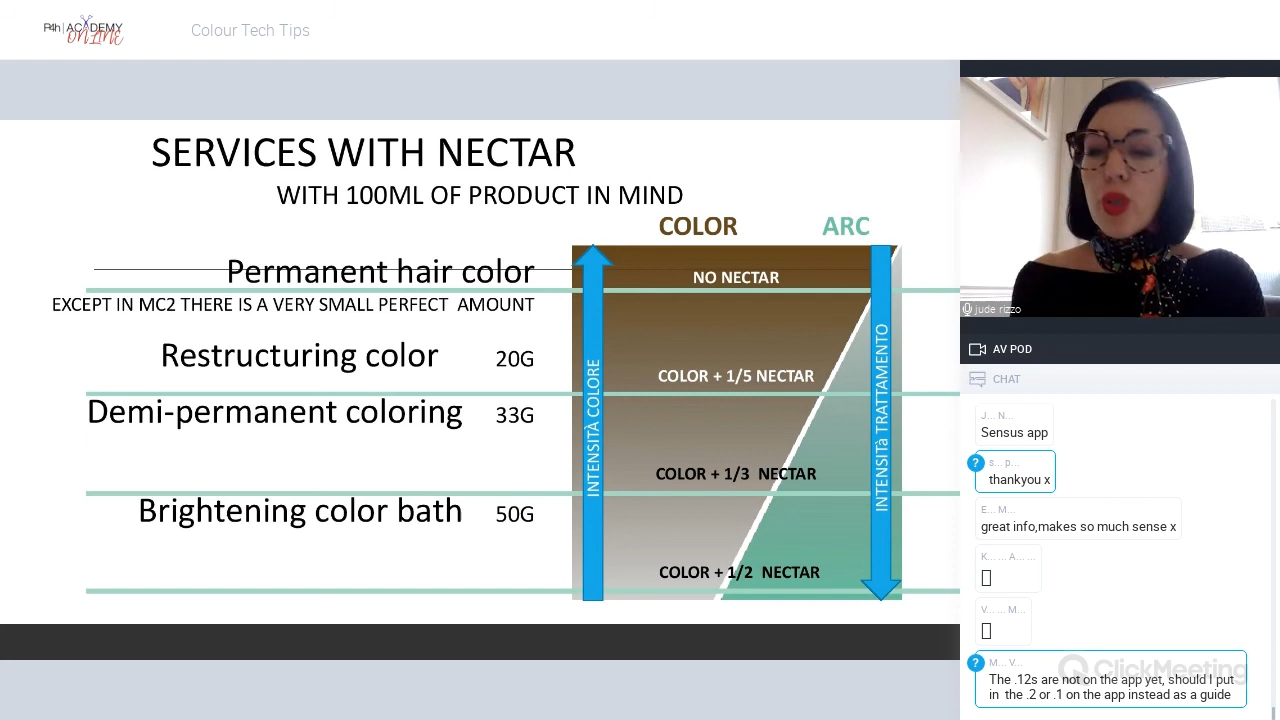 P4h | ACADEMY
ONLINE
Colour Tech Tips
SERVICES WITH NECTAR
WITH 100ML OF PRODUCT IN MIND
COLOR ARC
Permanent hair color
NO NECTAR
EXCEPT IN MC2 THERE IS A VERY SMALL PERFECT AMOUNT
Restructuring color 20G
COLOR + 1/5 NECTAR
Demi-permanent coloring 33G
COLOR + 1/3 NECTAR
Brightening color bath 50G
COLOR + 1/2 NECTAR
INTENSITÀ COLORE
INTENSITà TRATTAMENTO
jude rizzo
AV POD
CHAT
J... N...
Sensus app
? s... p...
thankyou x
E... M...
great info,makes so much sense x
K... ... A... ...
V... ... M...
? M... V...
The .12s are not on the app yet, should I put
in the .2 or .1 on the app instead as a guide
ClickMeeting